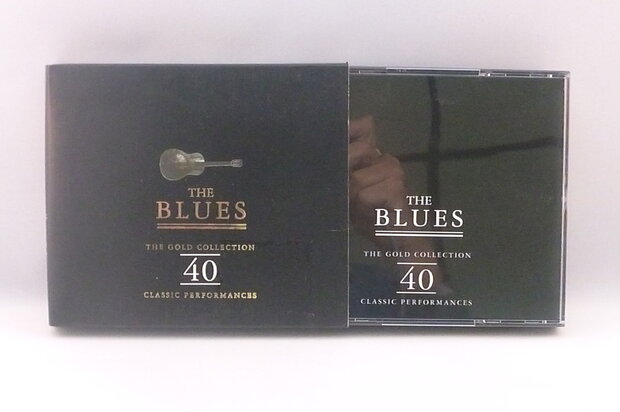 THE
BLUES
THE GOLD COLLECTION
40
CLASSIC PERFORMANCES
THE
BLUES
THE GOLD COLLECTION
40
CLASSIC PERFORMANCES